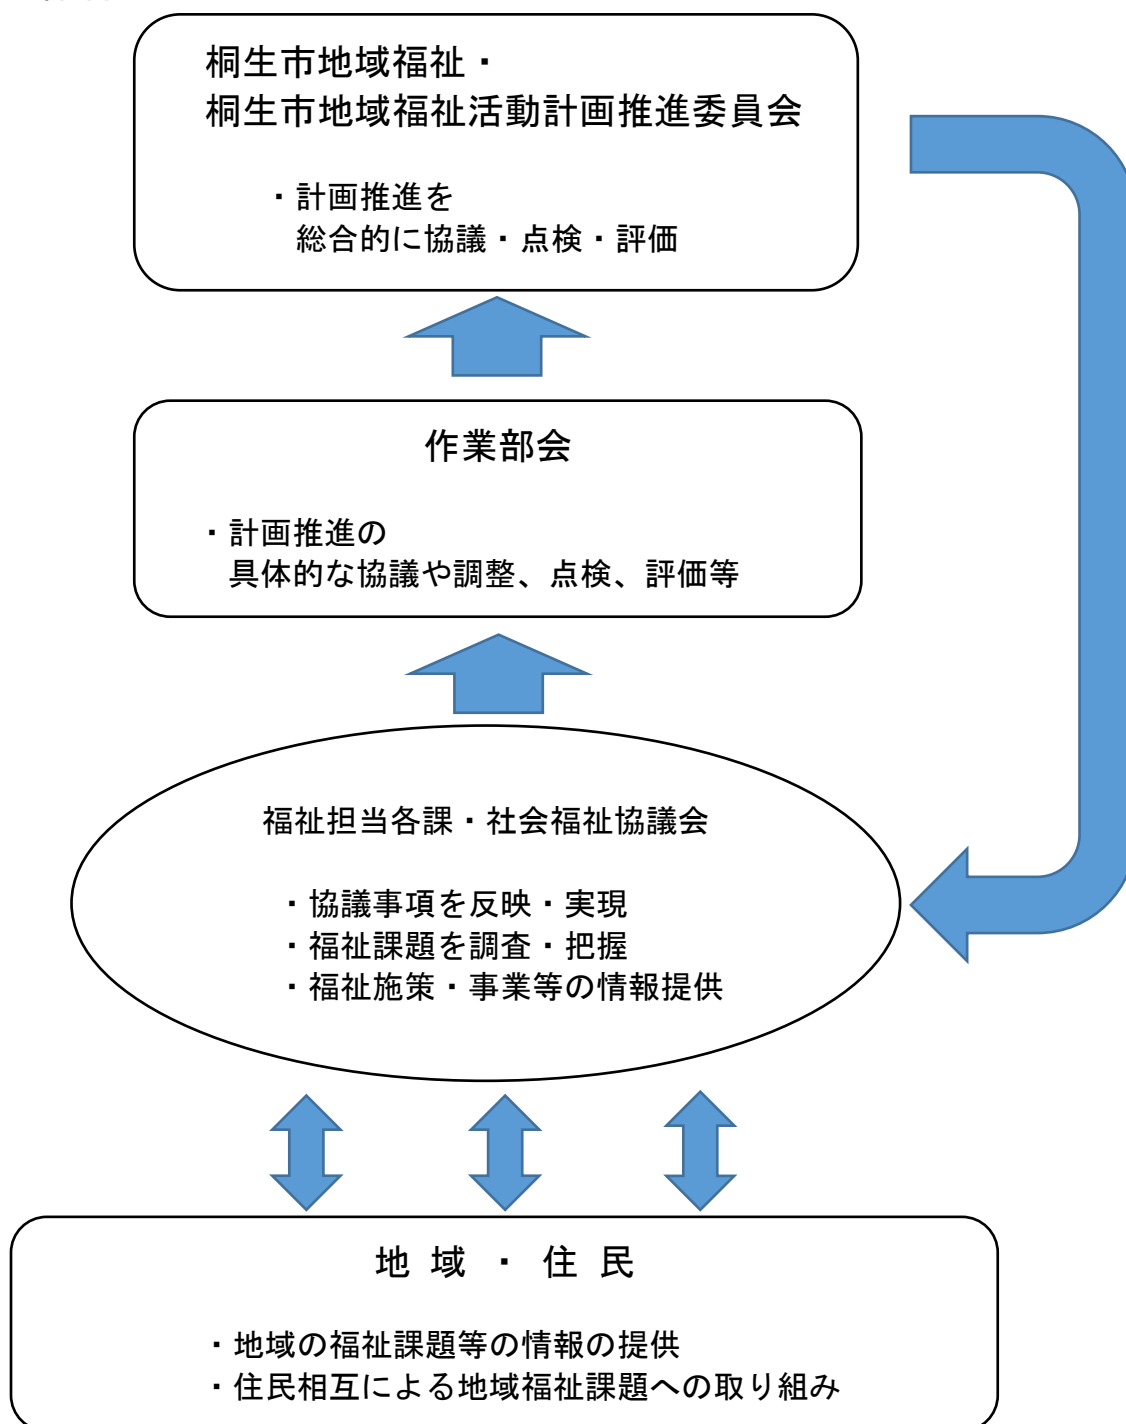 桐生市地域福祉・
桐生市地域福祉活動計画推進委員会
・計画推進を
総合的に協議・点検・評価
作業部会
・計画推進の
具体的な協議や調整、点検、評価等
福祉担当各課・社会福祉協議会
・協議事項を反映・実現
・福祉課題を調査・把握
・福祉施策・事業等の情報提供
地 域 ・ 住 民
・地域の福祉課題等の情報の提供
・住民相互による地域福祉課題への取り組み